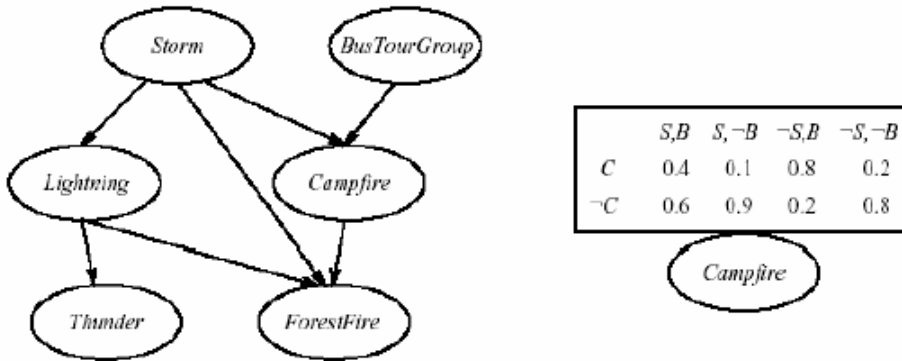 Storm
BusTourGroup
Lightning
Campfire
Thunder
ForestFire
S,B S,¬B ¬S,B ¬S,¬B
C 0.4 0.1 0.8 0.2
¬C 0.6 0.9 0.2 0.8
Campfire